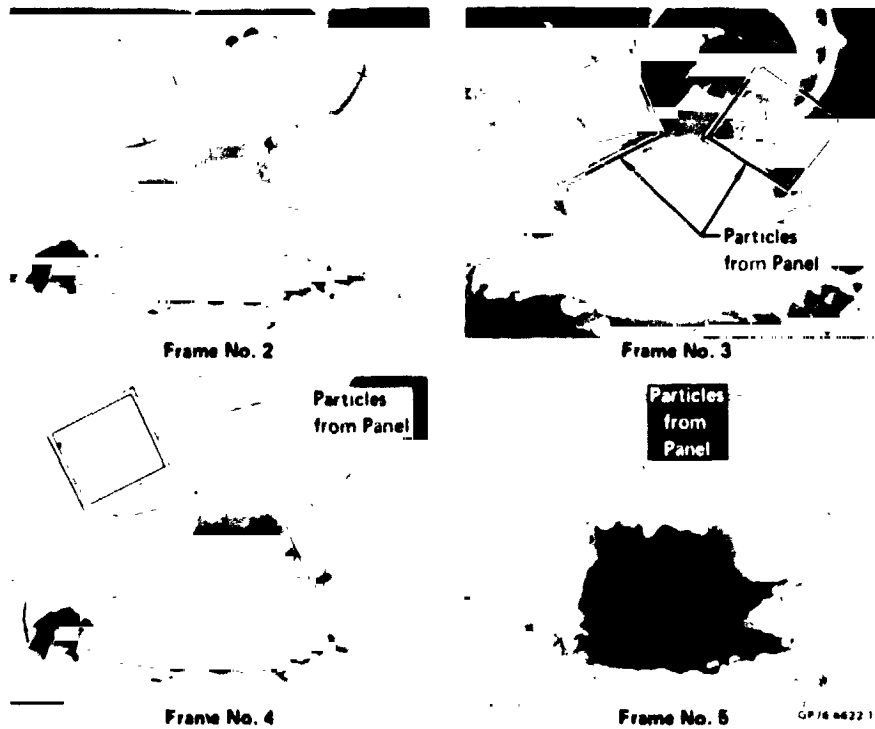 Particles
from Panel
Frame No. 2
Frame No. 3
Particles
from Panel
Particles
from
Panel
Frame No. 4
Frame No. 5